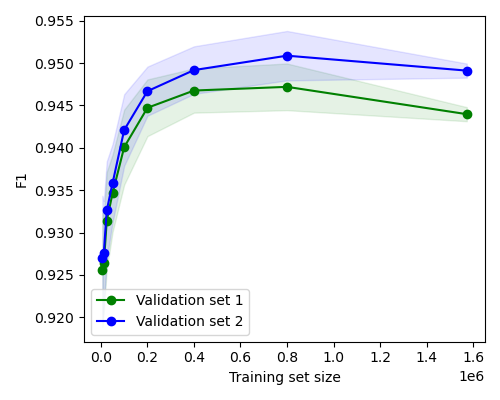 0.955
0.950
0.945
0.940
0.935
0.930
0.925
0.920
F1
Validation set 1
Validation set 2
0.0 0.2 0.4 0.6 0.8 1.0 1.2 1.4 1.6
1e6
Training set size